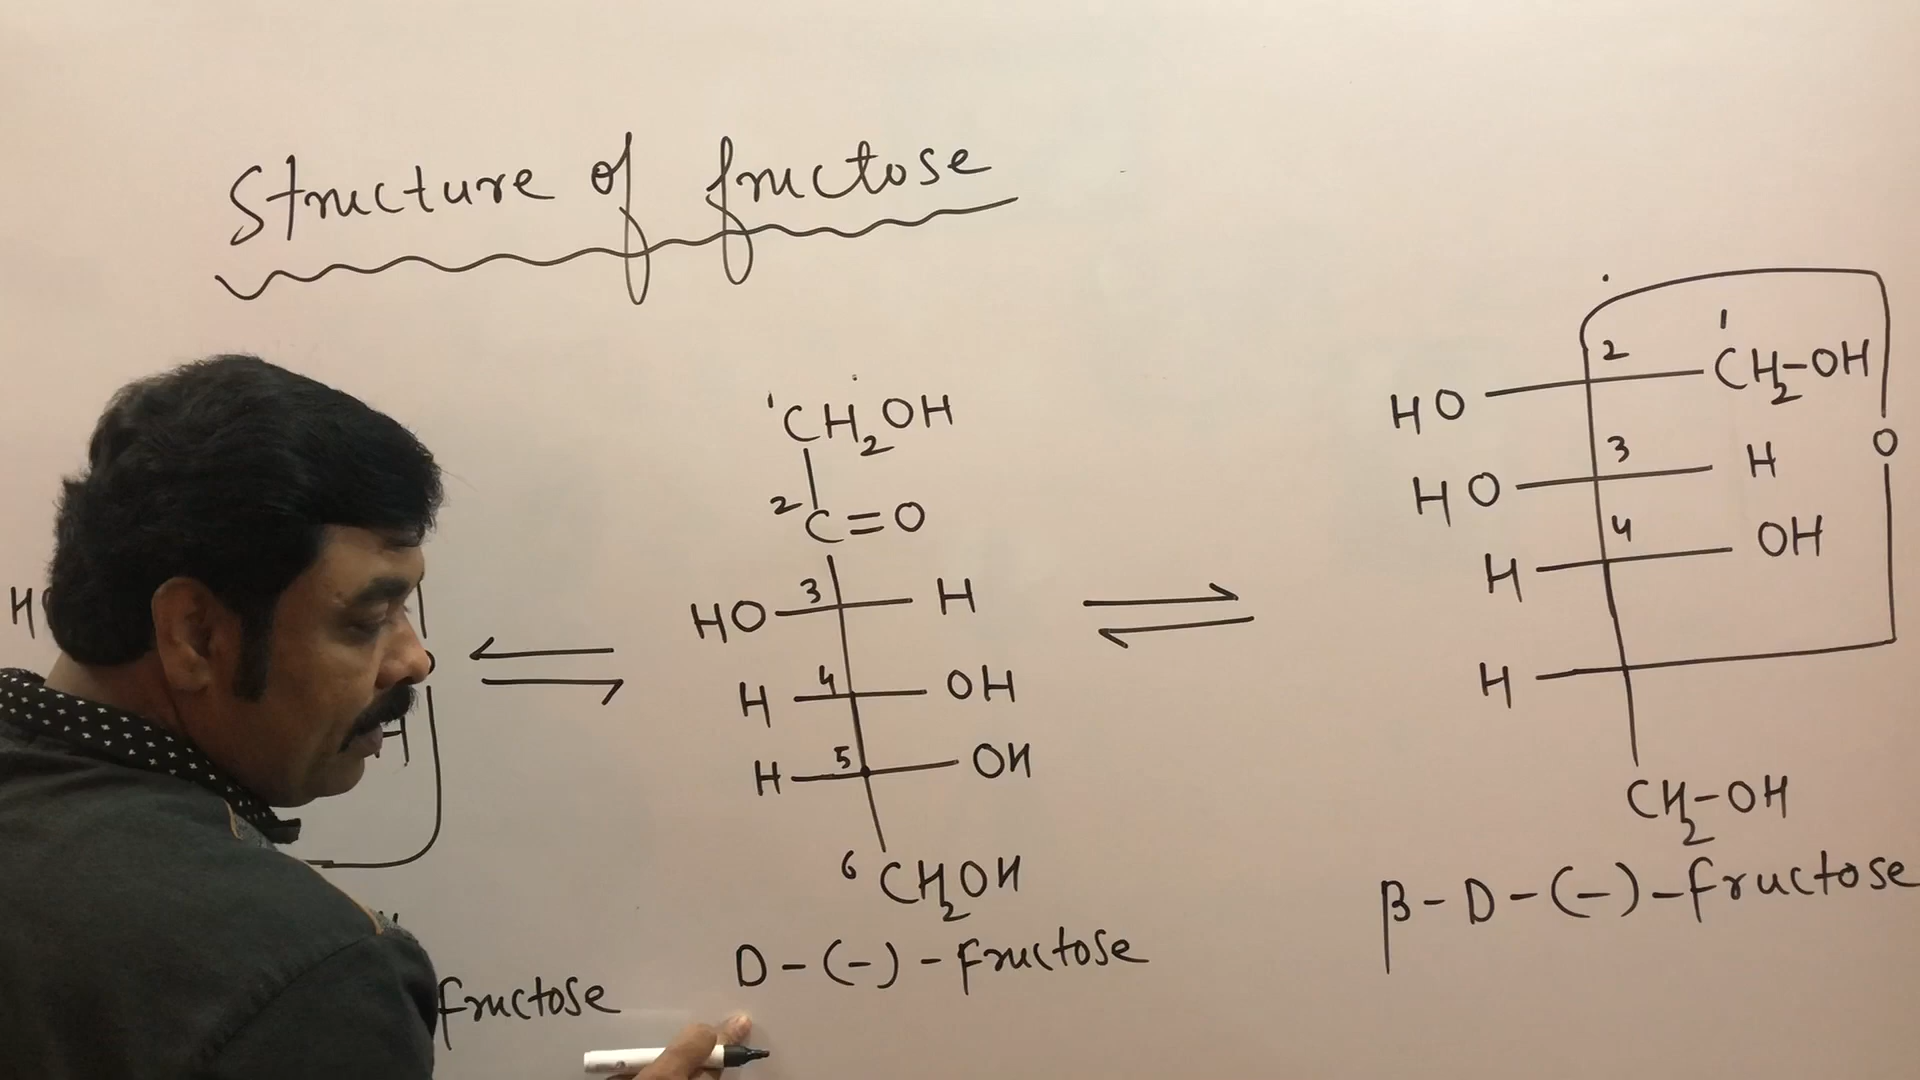 Structure of fructose
1CH2OH
2C=O
HO 3 H
H 4 OH
H 5 OH
6CH2OH
D-(-)-Fructose
fructose
2 1
HO CH2-OH
3
HO H
O
4
H OH
H
CH2-OH
β-D-(-)-fructose